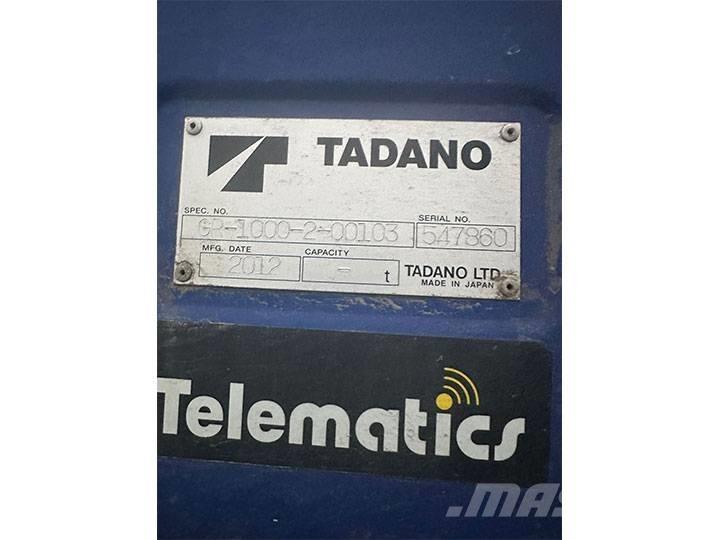 TADANO
SPEC. NO.
GR-1000-2-00103
SERIAL NO.
547860
MFG. DATE
2012
CAPACITY
- t
TADANO LTD.
MADE IN JAPAN
Telematics
.MAS